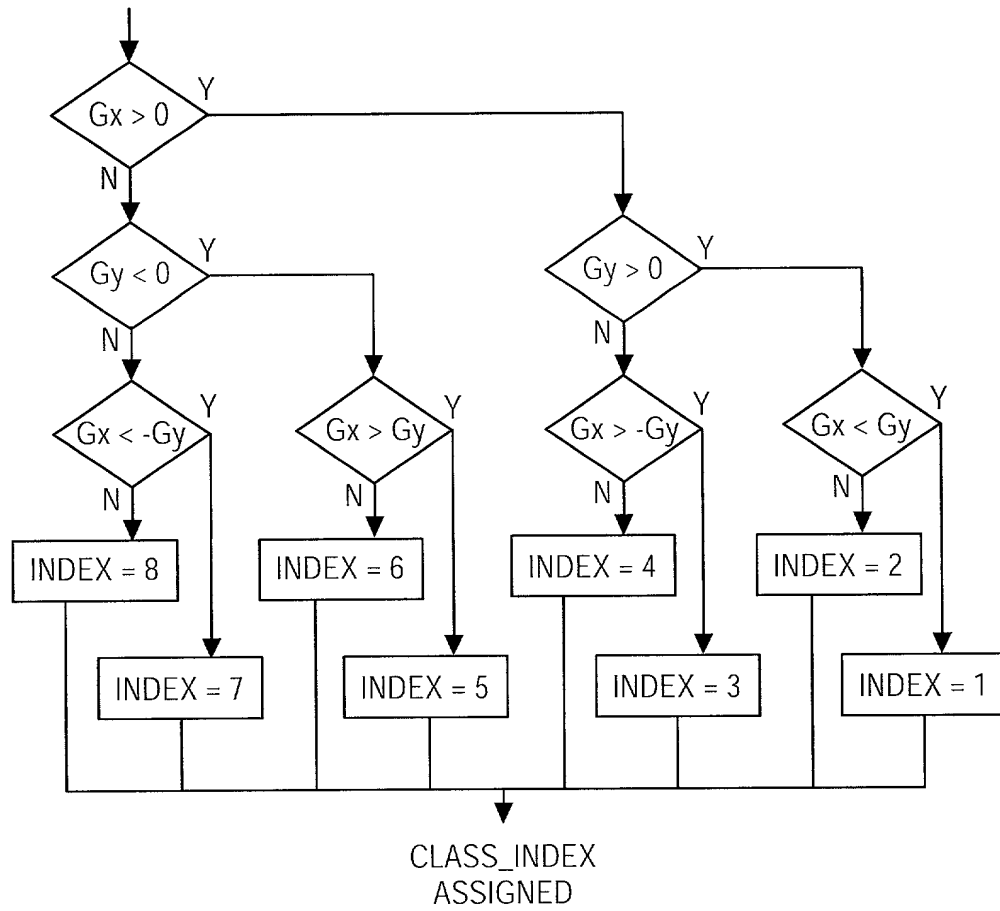 Y
Gx > 0
N
Y
Gy < 0
N
Y
Gy > 0
N
Y
Gx < -Gy
N
Y
Gx > Gy
N
Y
Gx > -Gy
N
Y
Gx < Gy
N
INDEX = 8
INDEX = 6
INDEX = 4
INDEX = 2
INDEX = 7
INDEX = 5
INDEX = 3
INDEX = 1
CLASS_INDEX
ASSIGNED